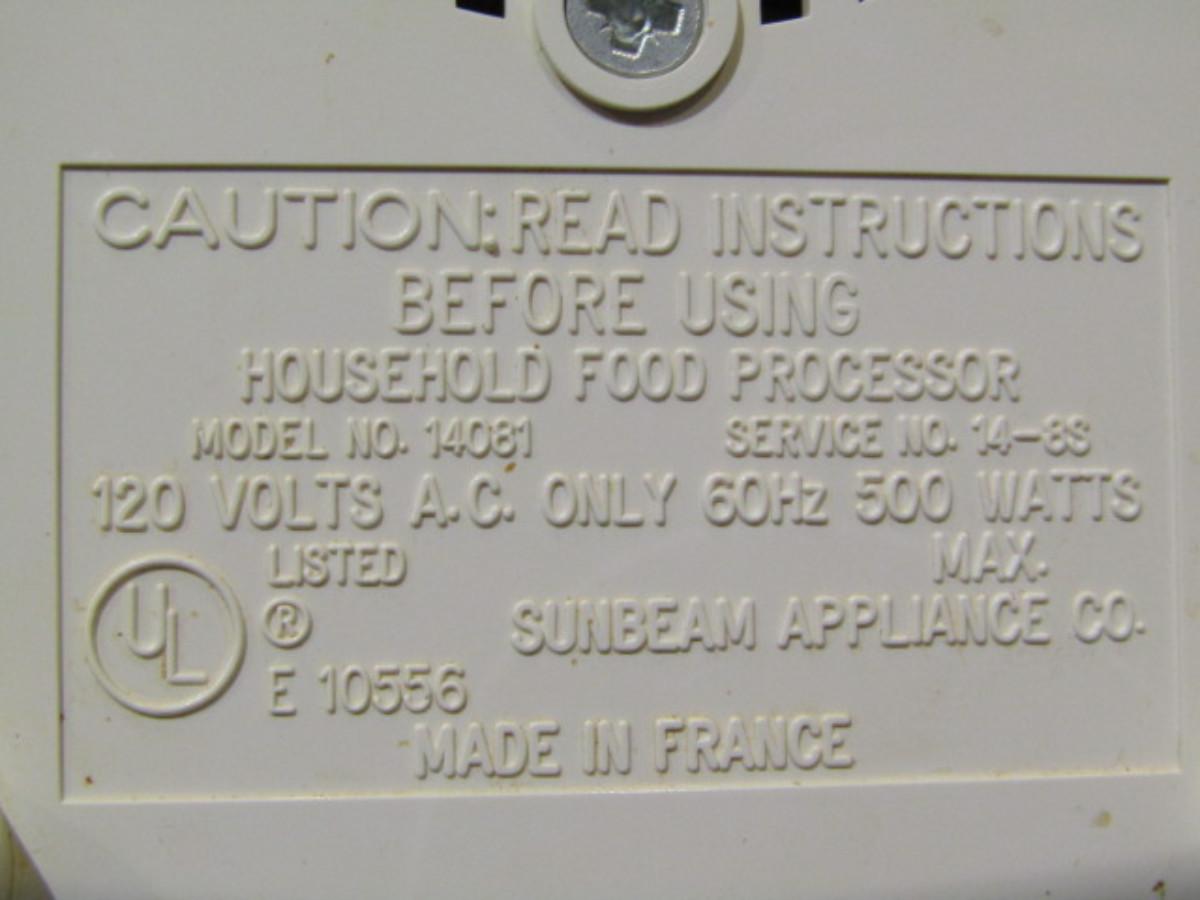 CAUTION: READ INSTRUCTIONS
BEFORE USING
HOUSEHOLD FOOD PROCESSOR
MODEL NO. 14081 SERVICE NO. 14-8S
120 VOLTS A.C. ONLY 60Hz 500 WATTS
MAX.
UL LISTED
®
SUNBEAM APPLIANCE CO.
E 10556
MADE IN FRANCE